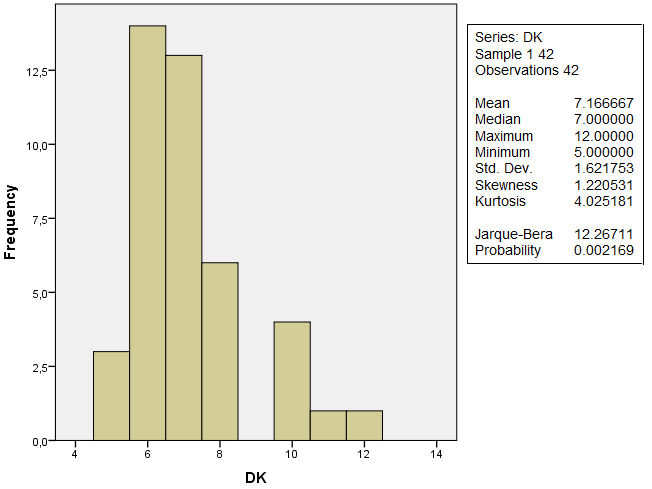 12,5
10,0
7,5
5,0
2,5
0,0
Frequency
4 6 8 10 12 14
DK
Series: DK
Sample 1 42
Observations 42
Mean 7.166667
Median 7.000000
Maximum 12.00000
Minimum 5.000000
Std. Dev. 1.621753
Skewness 1.220531
Kurtosis 4.025181
Jarque-Bera 12.26711
Probability 0.002169